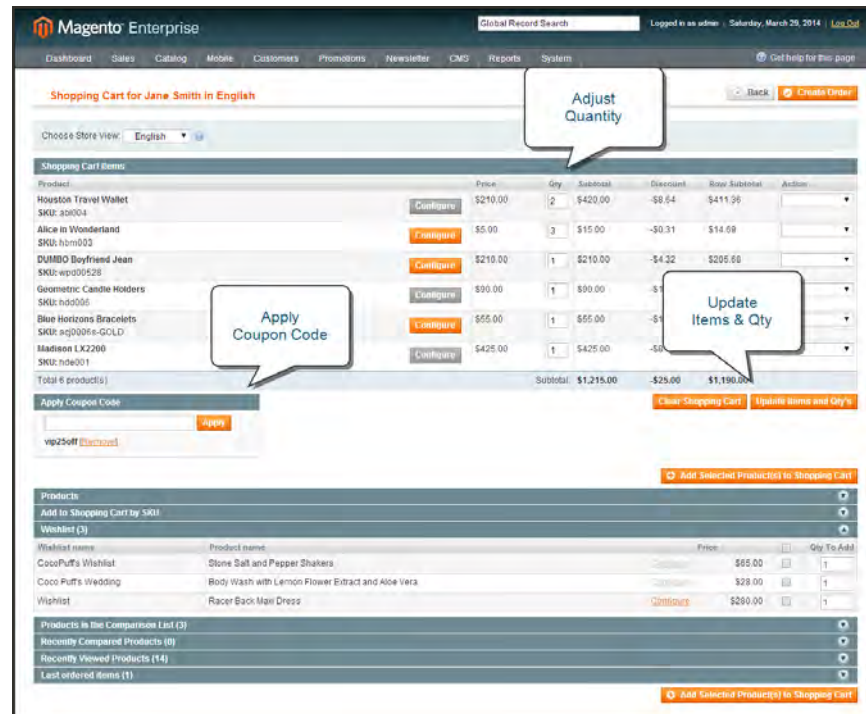 Magento Enterprise
Global Record Search
Logged in as admin | Saturday, March 29, 2014 | Log Out
Dashboard Sales Catalog Mobile Customers Promotions Newsletter CMS Reports System
Get help for this page
Shopping Cart for Jane Smith in English
Back Create Order
Adjust
Quantity
Choose Store View: English
Shopping Cart Items
Product Price Qty Subtotal Discount Row Subtotal Action
Houston Travel Wallet
SKU: abl004
Configure $210.00 2 $420.00 -$8.64 $411.36
Alice in Wonderland
SKU: hbm003
Configure $5.00 3 $15.00 -$0.31 $14.69
DUMBO Boyfriend Jean
SKU: wpd00528
Configure $210.00 1 $210.00 -$4.32 $205.68
Geometric Candle Holders
SKU: hdd006
Configure $90.00 1 $90.00
Blue Horizons Bracelets
SKU: acj0006s-GOLD
Configure $55.00 1 $55.00
Madison LX2200
SKU: hde001
Configure $425.00 1 $425.00
Apply
Coupon Code
Update
Items & Qty
Total 6 product(s) Subtotal: $1,215.00 -$25.00 $1,190.00
Apply Coupon Code
Clear Shopping Cart Update Items and Qty's
Apply
vip25off [Remove]
Add Selected Product(s) to Shopping Cart
Products
Add to Shopping Cart by SKU
Wishlist (3)
Wishlist name Product name Price Qty To Add
CocoPuff's Wishlist Stone Salt and Pepper Shakers Configure $65.00 1
Coco Puff's Wedding Body Wash with Lemon Flower Extract and Aloe Vera Configure $28.00 1
Wishlist Racer Back Maxi Dress Configure $280.00 1
Products in the Comparison List (3)
Recently Compared Products (0)
Recently Viewed Products (14)
Last ordered items (1)
Add Selected Product(s) to Shopping Cart